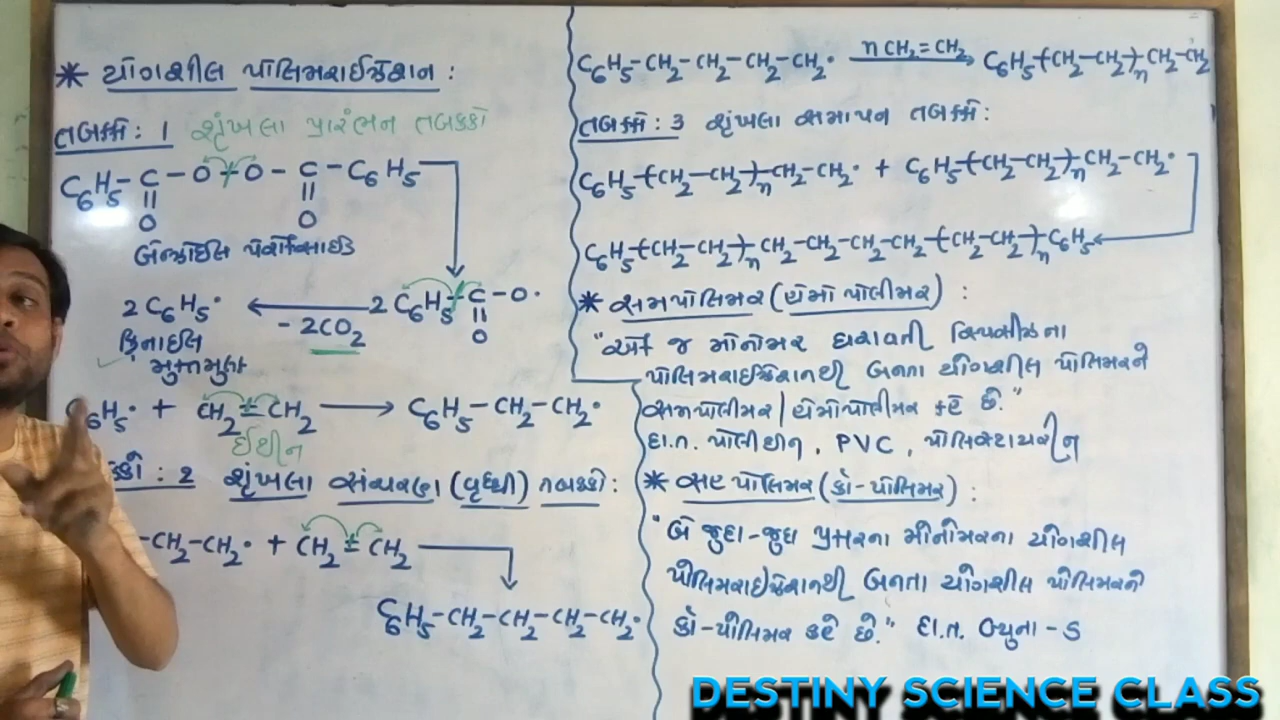 * યોગશીલ પોલિમરાઈઝેશન :
તબક્કો : 1 શૃંખલા પ્રારંભન તબક્કો
C₆H₅ – C – O – O – C – C₆H₅
O O
બેન્ઝોઈલ પેરોક્સાઈડ
2 C₆H₅• ← – 2CO₂ 2 C₆H₅ – C – O•
O
ફિનાઈલ
મુક્તમુલક
C₆H₅• + CH₂ = CH₂ → C₆H₅ – CH₂ – CH₂•
ઈથીન
: 2 શૃંખલા સંચરણ (વૃધ્ધી) તબક્કો :
– CH₂ – CH₂• + CH₂ = CH₂
C₆H₅ – CH₂ – CH₂ – CH₂ – CH₂•
C₆H₅ – CH₂ – CH₂ – CH₂ – CH₂• nCH₂=CH₂ → C₆H₅ –(CH₂ – CH₂)n CH₂ – CH₂
તબક્કો : 3 શૃંખલા સમાપન તબક્કો :
C₆H₅ –(CH₂ – CH₂)n CH₂ – CH₂• + C₆H₅ –(CH₂ – CH₂)n CH₂ – CH₂•
C₆H₅ –(CH₂ – CH₂)n CH₂ – CH₂ – CH₂ – CH₂ –(CH₂ – CH₂)n C₆H₅
* સમપોલિમર (હોમો પોલીમર) :
"એક જ મોનોમર ધરાવતી સ્પિસીઝના
પોલિમરાઈઝેશનથી બનતા યોગશીલ પોલિમરને
સમપોલિમર / હોમોપોલીમર કહે છે."
દા.ત. પોલીથીન , PVC , પોલિસ્ટાયરીન
* સહ પોલિમર (કો-પોલિમર) :
"બે જુદા-જુદા પ્રકારના મોનોમરના યોગશીલ
પોલિમરાઈઝેશનથી બનતા યોગશીલ પોલિમરને
કો-પોલિમર કહે છે." દા.ત. બ્યુના - S
DESTINY SCIENCE CLASS